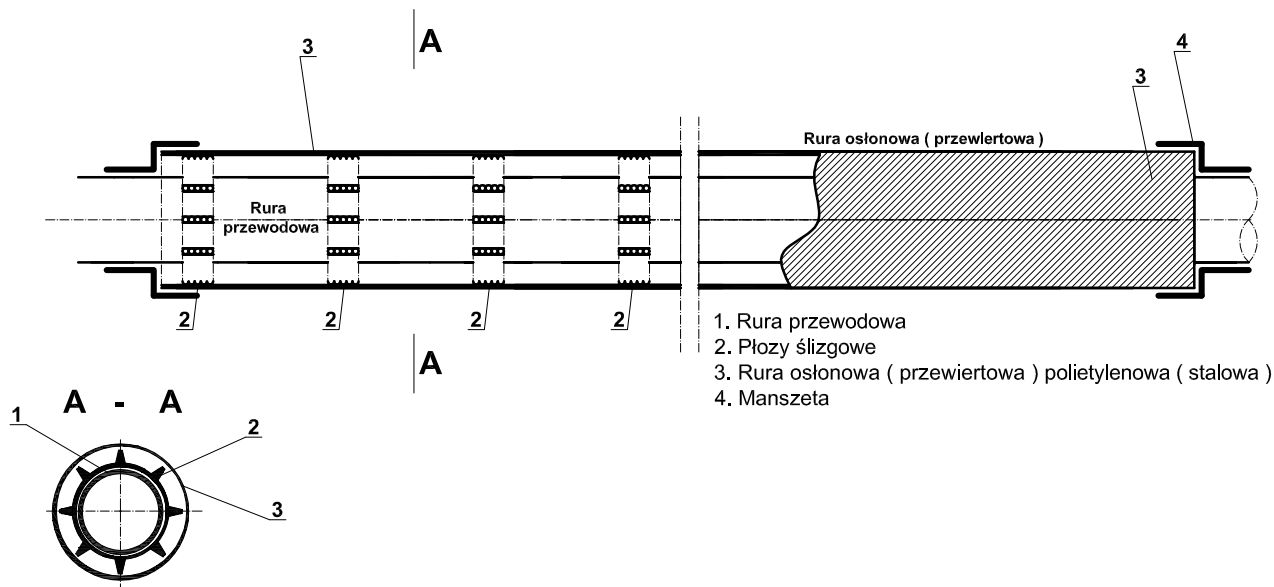 A
3
4
3
Rura osłonowa ( przewlertowa )
Rura
przewodowa
2
2
2
2
A
1. Rura przewodowa
2. Płozy ślizgowe
3. Rura osłonowa ( przewiertowa ) polietylenowa ( stalowa )
4. Manszeta
A - A
1
2
3